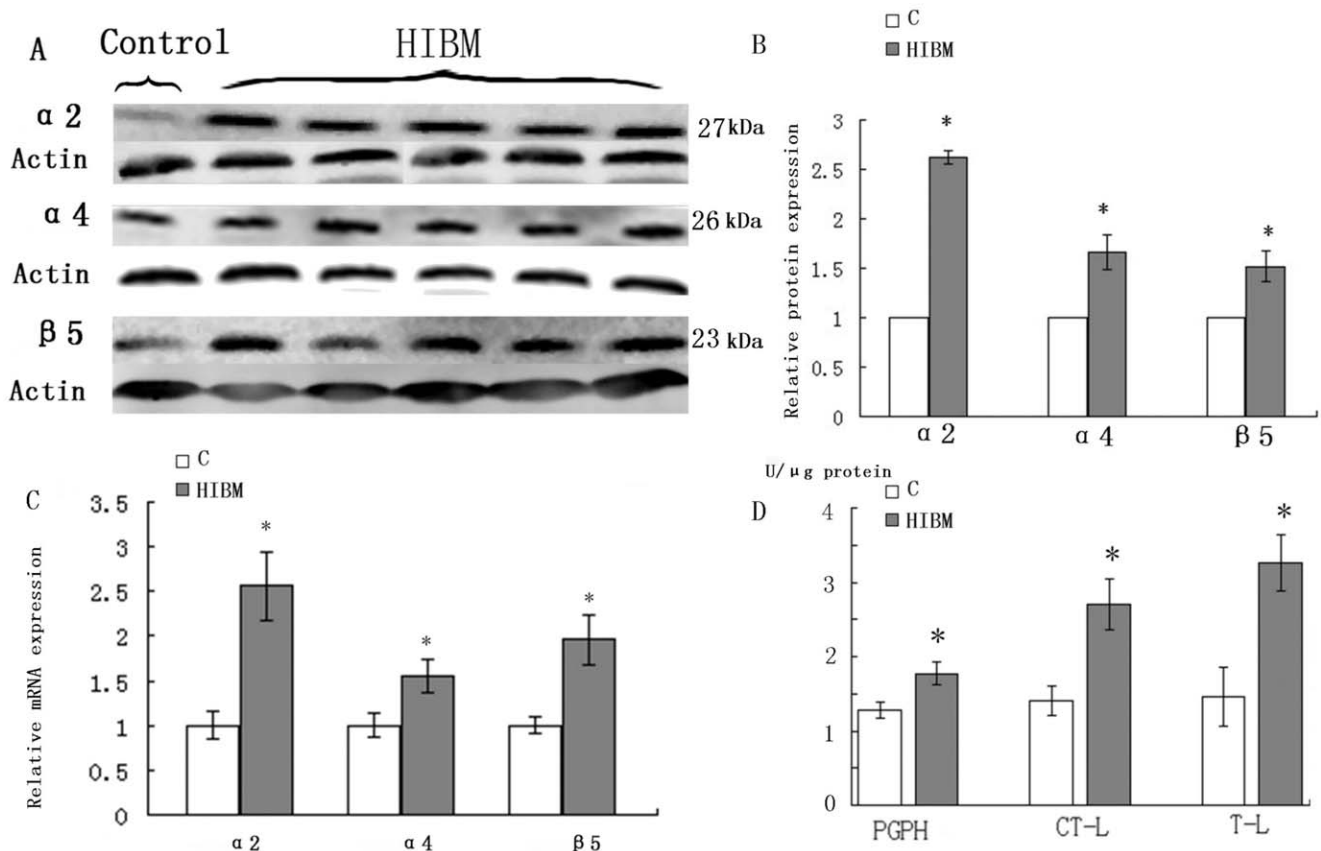 A Control HIBM
α 2 27kDa
Actin
α 4 26 kDa
Actin
β 5 23 kDa
Actin
B
C
HIBM
Relative protein expression
3
2.5
2
1.5
1
0.5
0
* * *
α 2 α 4 β 5
C
C
HIBM
Relative mRNA expression
3.5
3
2.5
2
1.5
1
0.5
0
* * *
α 2 α 4 β 5
D
U/μg protein
C
HIBM
4
3
2
1
0
* * *
PGPH CT-L T-L